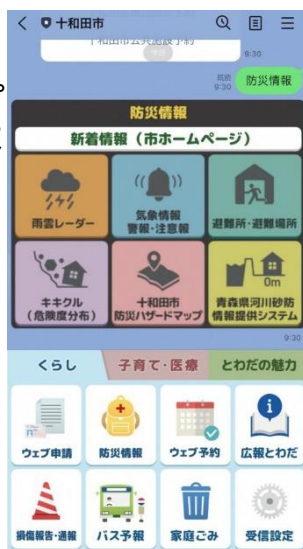 十和田市
十和田市公共施設予約
今日
9:30
既読
9:30
防災情報
防災情報
新着情報（市ホームページ）
雨雲レーダー
気象情報
警報・注意報
避難所・避難場所
キキクル
（危険度分布）
十和田市
防災ハザードマップ
0m
青森県河川砂防
情報提供システム
9:30
くらし
子育て・医療
とわだの魅力
ウェブ申請
防災情報
ウェブ予約
広報とわだ
損傷報告・通報
バス予報
家庭ごみ
受信設定